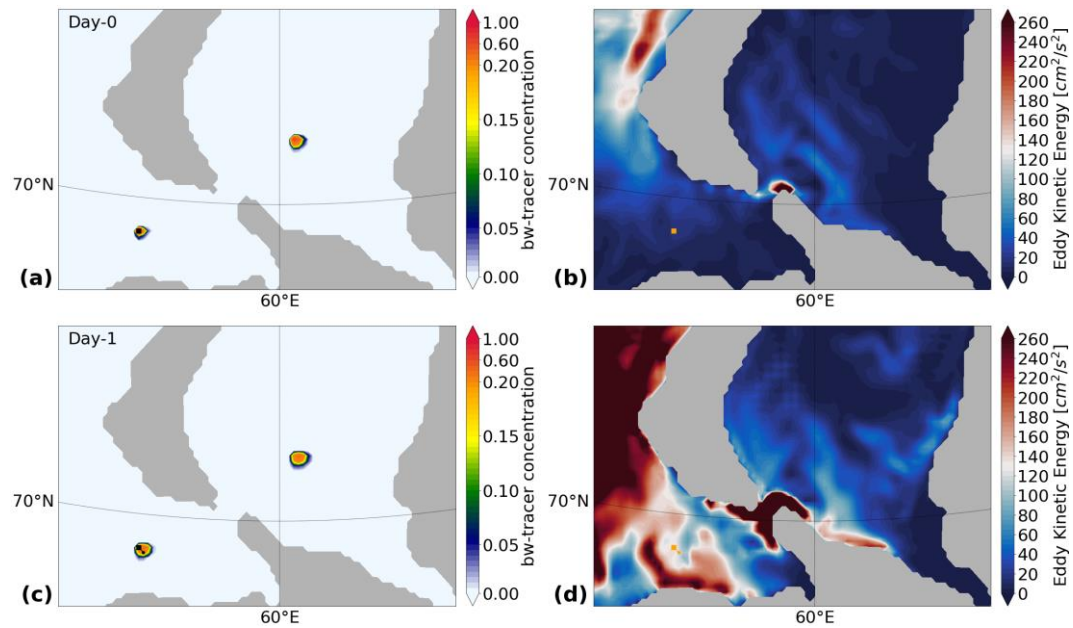 Day-0
70°N
(a)
60°E
1.00
0.60
0.20
0.15
0.10
0.05
0.00
bw-tracer concentration
70°N
(b)
60°E
260
240
220
200
180
160
140
120
100
80
60
40
20
0
Eddy Kinetic Energy [cm²/s²]
Day-1
70°N
(c)
60°E
1.00
0.60
0.20
0.15
0.10
0.05
0.00
bw-tracer concentration
70°N
(d)
60°E
260
240
220
200
180
160
140
120
100
80
60
40
20
0
Eddy Kinetic Energy [cm²/s²]